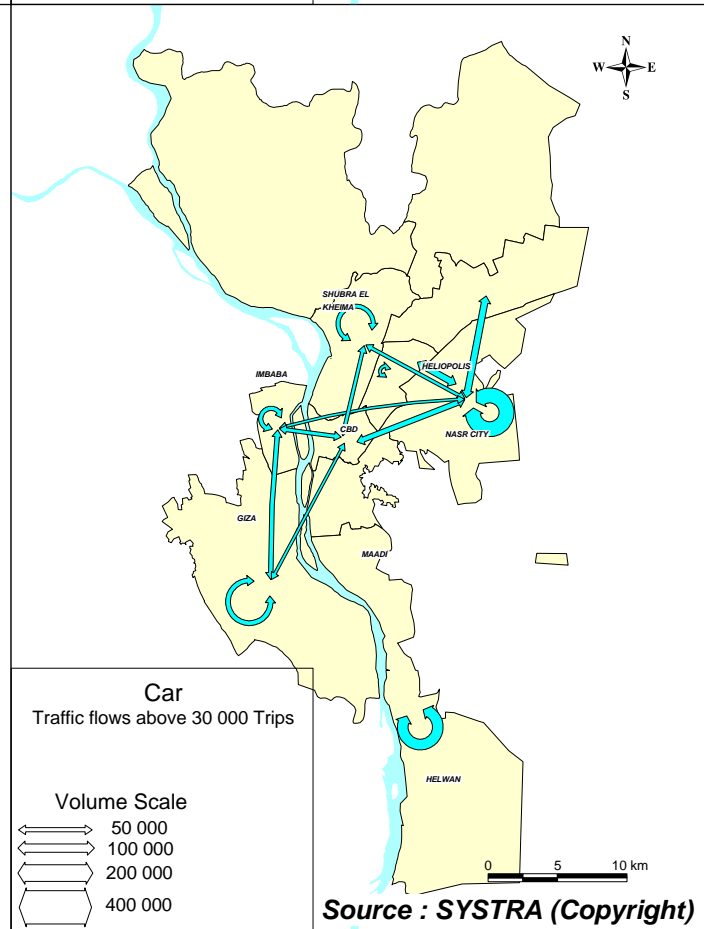 N
W E
S
SHUBRA EL
KHEIMA
HELIOPOLIS
IMBABA
CBD
NASR CITY
GIZA
MAADI
HELWAN
Car
Traffic flows above 30 000 Trips
Volume Scale
50 000
100 000
200 000
400 000
0 5 10 km
Source : SYSTRA (Copyright)